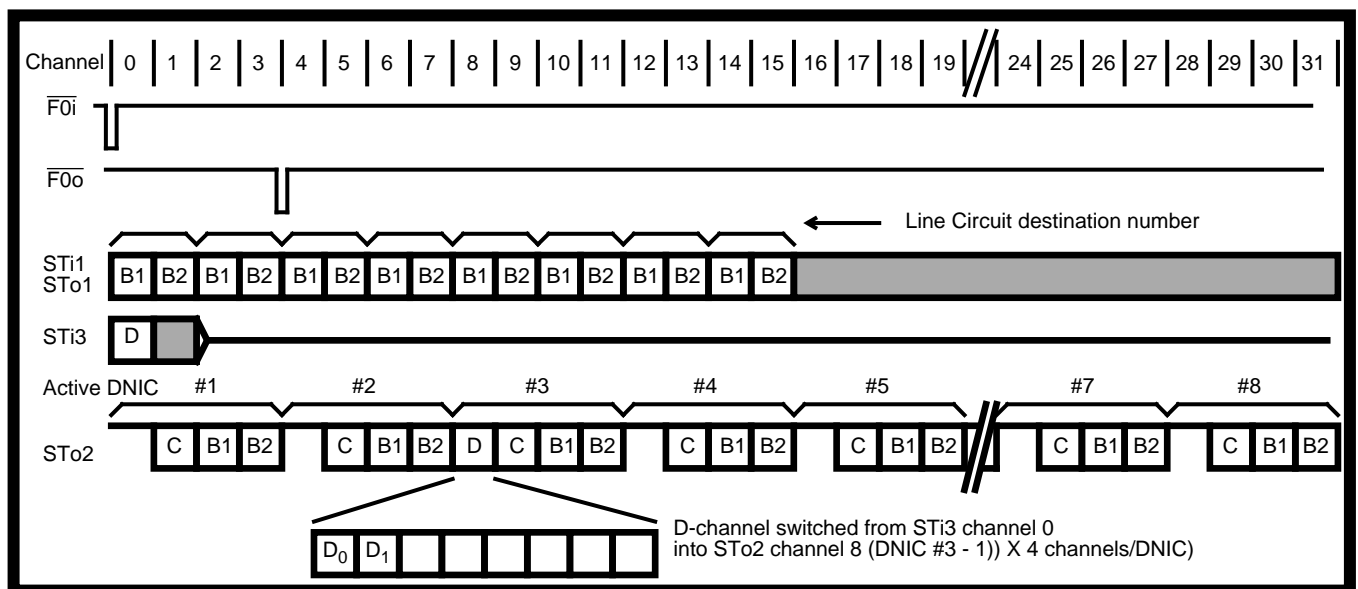 Channel 0 1 2 3 4 5 6 7 8 9 10 11 12 13 14 15 16 17 18 19 24 25 26 27 28 29 30 31
F0i
F0o
Line Circuit destination number
STi1
STo1
B1 B2 B1 B2 B1 B2 B1 B2 B1 B2 B1 B2 B1 B2 B1 B2
STi3 D
Active DNIC #1 #2 #3 #4 #5 #7 #8
STo2 C B1 B2 C B1 B2 D C B1 B2 C B1 B2 C B1 B2 C B1 B2 C B1 B2
D0 D1
D-channel switched from STi3 channel 0
into STo2 channel 8 (DNIC #3 - 1)) X 4 channels/DNIC)